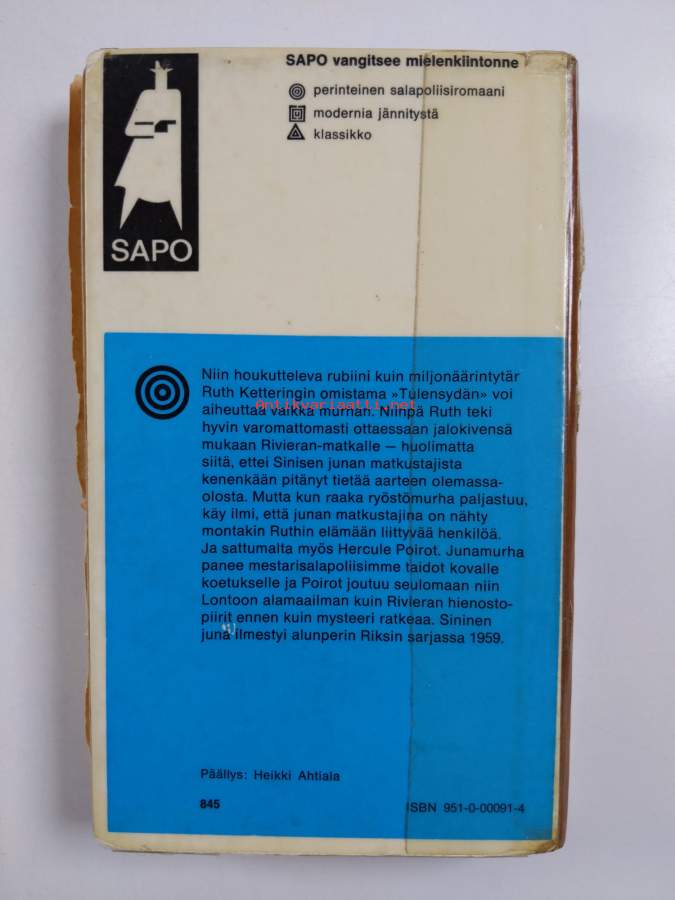 SAPO vangitsee mielenkiintonne
perinteinen salapoliisiromaani
modernia jännitystä
klassikko
SAPO
Niin houkutteleva rubiini kuin miljonäärintytär
Ruth Ketteringin omistama »Tulensydän» voi
Antikvariaatti.net
aiheuttaa vaikka murhan. Niinpä Ruth teki
hyvin varomattomasti ottaessaan jalokivensä
mukaan Rivieran-matkalle — huolimatta
siitä, ettei Sinisen junan matkustajista
kenenkään pitänyt tietää aarteen olemassa-
olosta. Mutta kun raaka ryöstömurha paljastuu,
käy ilmi, että junan matkustajina on nähty
montakin Ruthin elämään liittyvää henkilöä.
Ja sattumalta myös Hercule Poirot. Junamurha
panee mestarisalapoliisimme taidot kovalle
koetukselle ja Poirot joutuu seulomaan niin
Lontoon alamaailman kuin Rivieran hienosto-
piirit ennen kuin mysteeri ratkeaa. Sininen
juna ilmestyi alunperin Riksin sarjassa 1959.
Päällys: Heikki Ahtiala
845
ISBN 951-0-00091-4